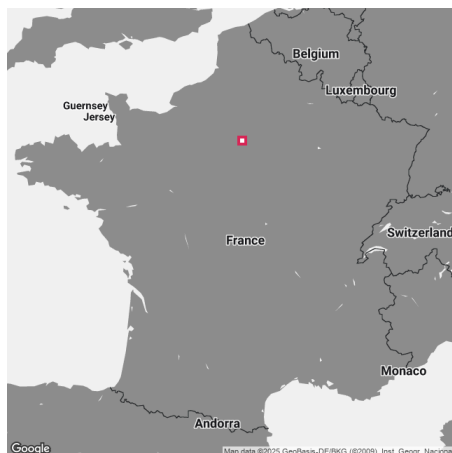 Belgium
Luxembourg
Guernsey
Jersey
France
Switzerland
Monaco
Andorra
Google
Map data ©2025 GeoBasis-DE/BKG (©2009), Inst. Geogr. Naciona